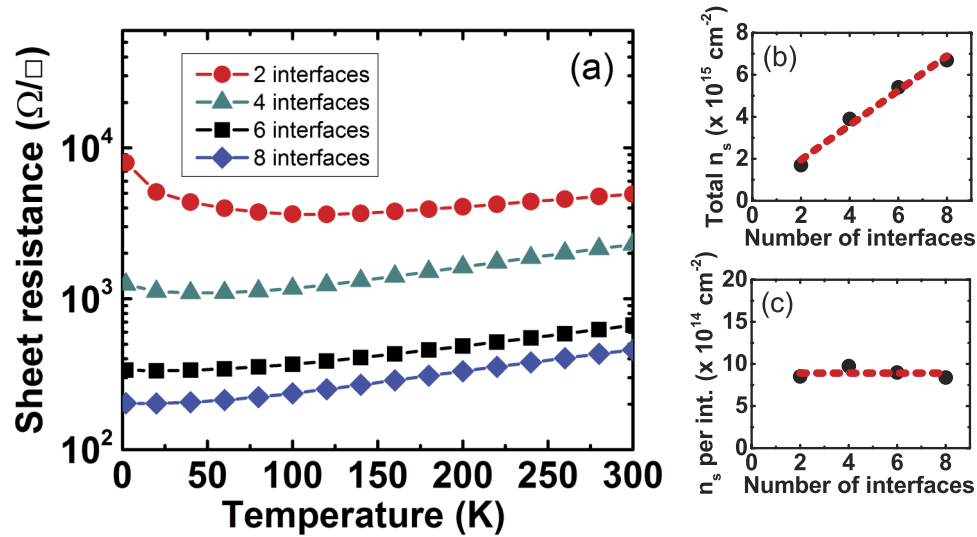 (a)
2 interfaces
4 interfaces
6 interfaces
8 interfaces
Sheet resistance (Ω/□)
10⁴
10³
10²
0 50 100 150 200 250 300
Temperature (K)
(b)
Total nₛ (x 10¹⁵ cm⁻²)
8
6
4
2
0
0 2 4 6 8
Number of interfaces
(c)
nₛ per int. (x 10¹⁴ cm⁻²)
20
15
10
5
0
0 2 4 6 8
Number of interfaces